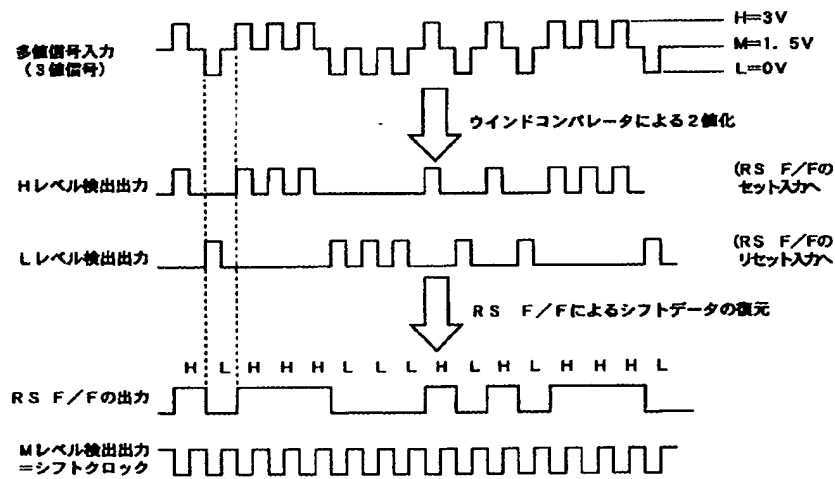 多値信号入力
(3値信号)
H=3V
M=1.5V
L=0V
ウインドコンパレータによる2値化
Hレベル検出出力
(RS F/Fの
セット入力へ
Lレベル検出出力
(RS F/Fの
リセット入力へ
RS F/Fによるシフトデータの復元
H L H H H L L L H L H L H H H L
RS F/Fの出力
Mレベル検出出力
=シフトクロック